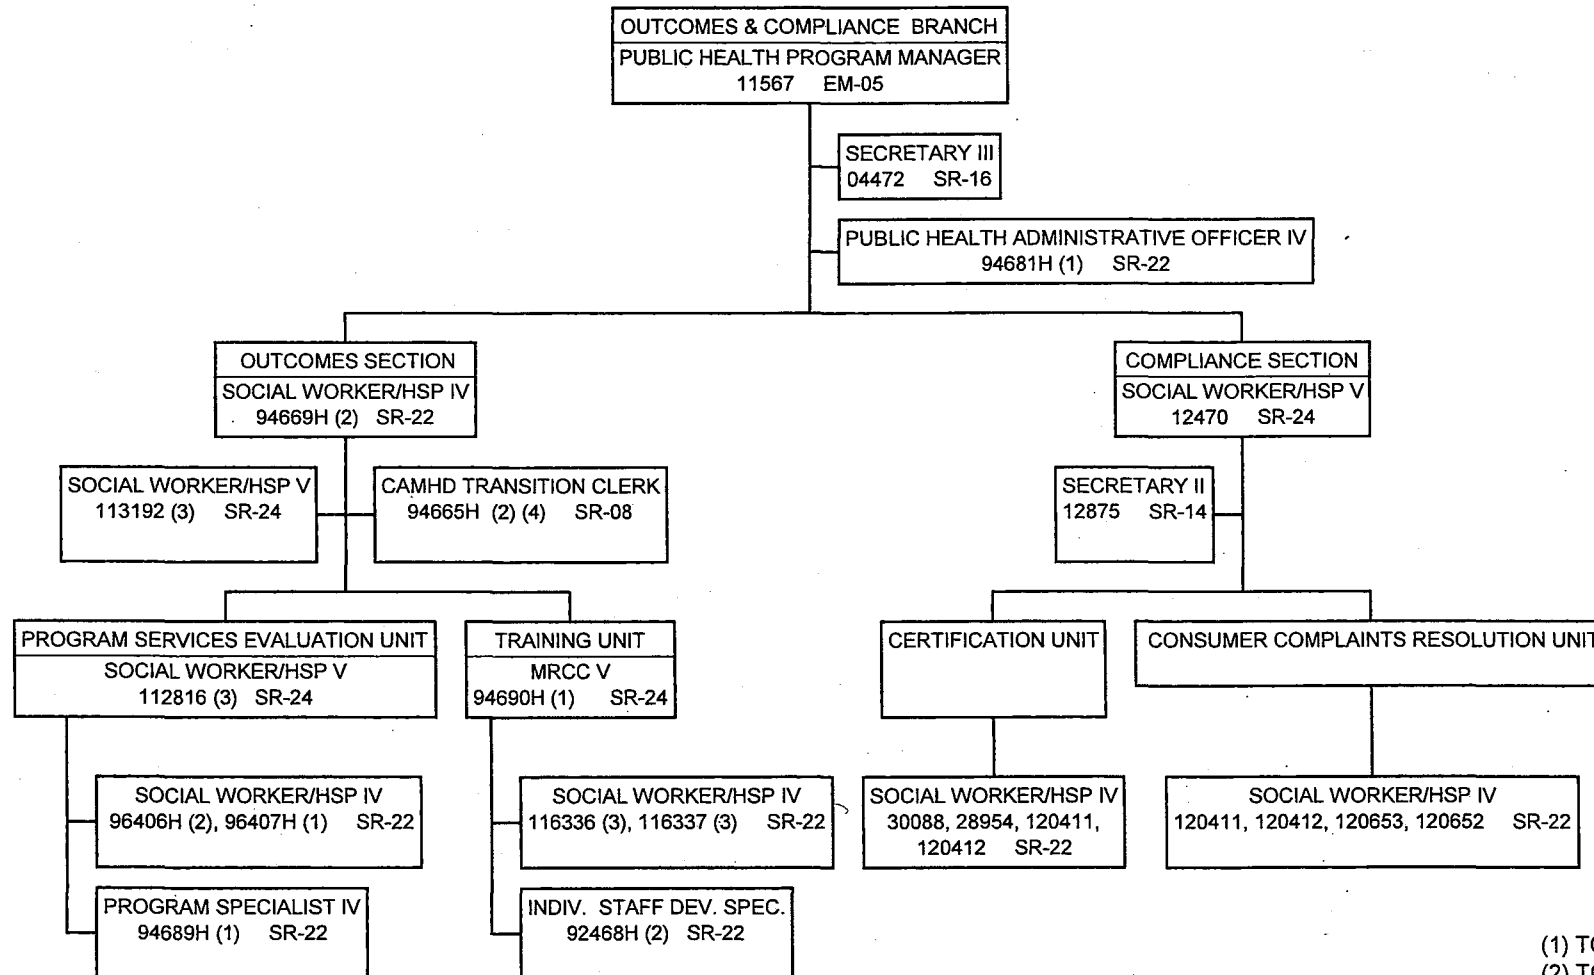 OUTCOMES & COMPLIANCE BRANCH
PUBLIC HEALTH PROGRAM MANAGER
11567 EM-05
SECRETARY III
04472 SR-16
PUBLIC HEALTH ADMINISTRATIVE OFFICER IV
94681H (1) SR-22
OUTCOMES SECTION
SOCIAL WORKER/HSP IV
94669H (2) SR-22
COMPLIANCE SECTION
SOCIAL WORKER/HSP V
12470 SR-24
SOCIAL WORKER/HSP V
113192 (3) SR-24
CAMHD TRANSITION CLERK
94665H (2) (4) SR-08
SECRETARY II
12875 SR-14
PROGRAM SERVICES EVALUATION UNIT
SOCIAL WORKER/HSP V
112816 (3) SR-24
TRAINING UNIT
MRCC V
94690H (1) SR-24
CERTIFICATION UNIT
CONSUMER COMPLAINTS RESOLUTION UNIT
SOCIAL WORKER/HSP IV
96406H (2), 96407H (1) SR-22
SOCIAL WORKER/HSP IV
116336 (3), 116337 (3) SR-22
SOCIAL WORKER/HSP IV
30088, 28954, 120411,
120412 SR-22
SOCIAL WORKER/HSP IV
120411, 120412, 120653, 120652 SR-22
PROGRAM SPECIALIST IV
94689H (1) SR-22
INDIV. STAFF DEV. SPEC.
92468H (2) SR-22
(1)
(2)